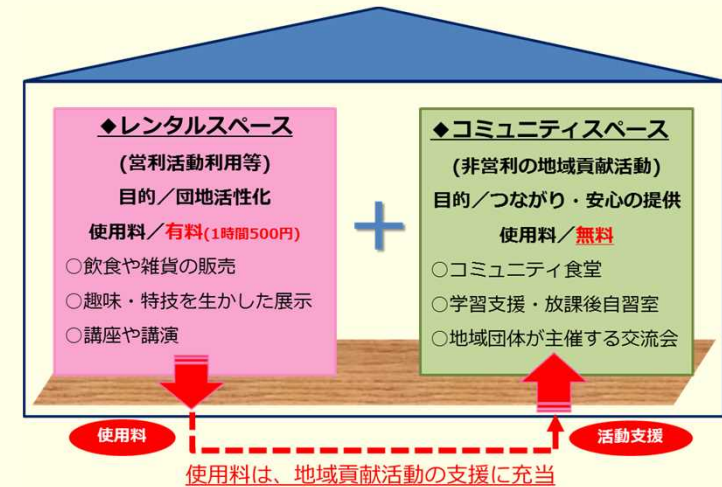 ◆レンタルスペース
(営利活動利用等)
目的／団地活性化
使用料／有料(1時間500円)
○飲食や雑貨の販売
○趣味・特技を生かした展示
○講座や講演
◆コミュニティスペース
(非営利の地域貢献活動)
目的／つながり・安心の提供
使用料／無料
○コミュニティ食堂
○学習支援・放課後自習室
○地域団体が主催する交流会
使用料
活動支援
使用料は、地域貢献活動の支援に充当